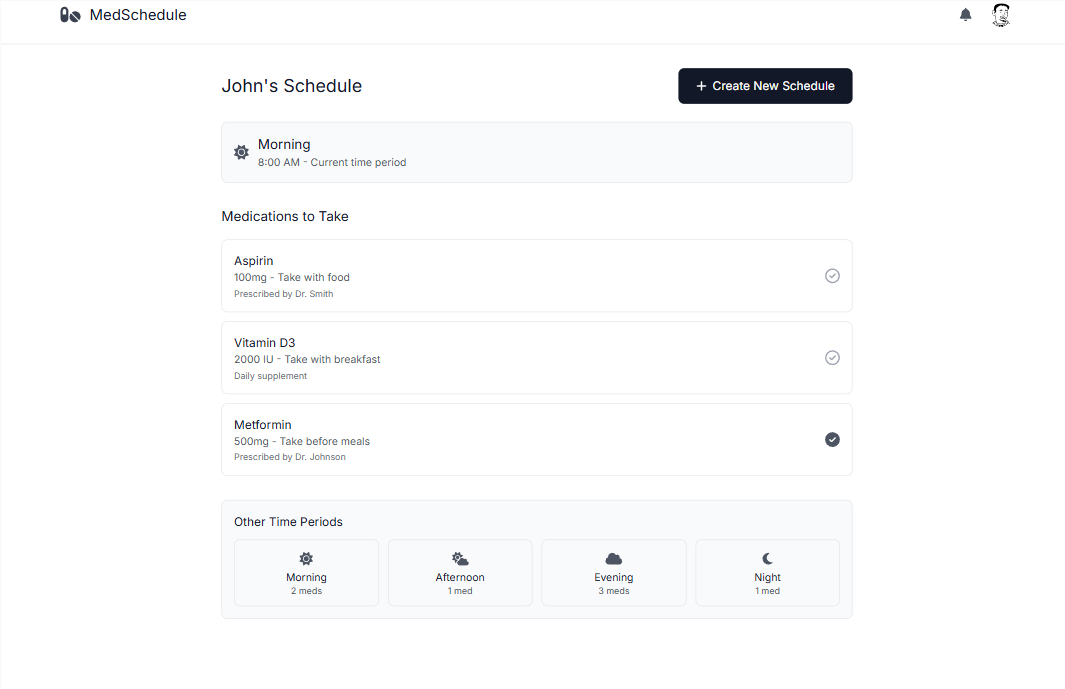 MedSchedule
John's Schedule
Create New Schedule
Morning
8:00 AM - Current time period
Medications to Take
Aspirin
100mg - Take with food
Prescribed by Dr. Smith
Vitamin D3
2000 IU - Take with breakfast
Daily supplement
Metformin
500mg - Take before meals
Prescribed by Dr. Johnson
Other Time Periods
Morning
2 meds
Afternoon
1 med
Evening
3 meds
Night
1 med